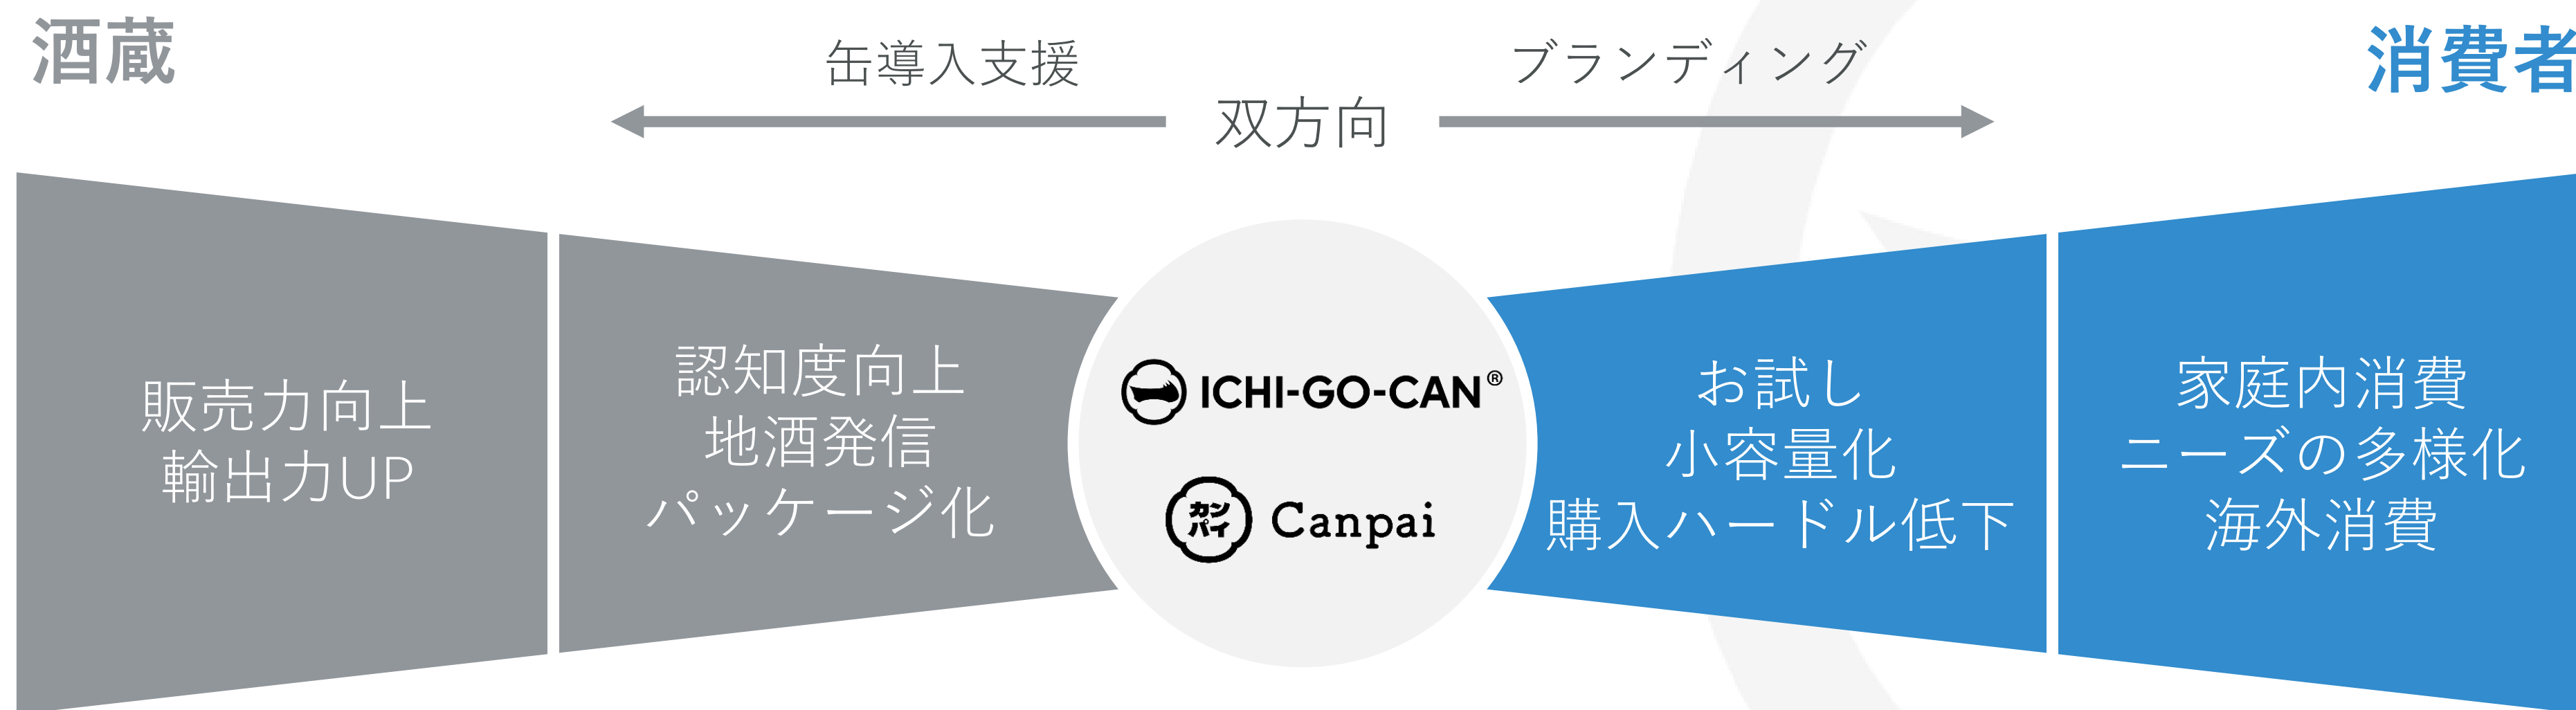 酒蔵
缶導入支援
ブランディング
消費者
双方向
販売力向上
輸出力UP
認知度向上
地酒発信
パッケージ化
ICHI-GO-CAN®
カン
パイ
Canpai
お試し
小容量化
購入ハードル低下
家庭内消費
ニーズの多様化
海外消費